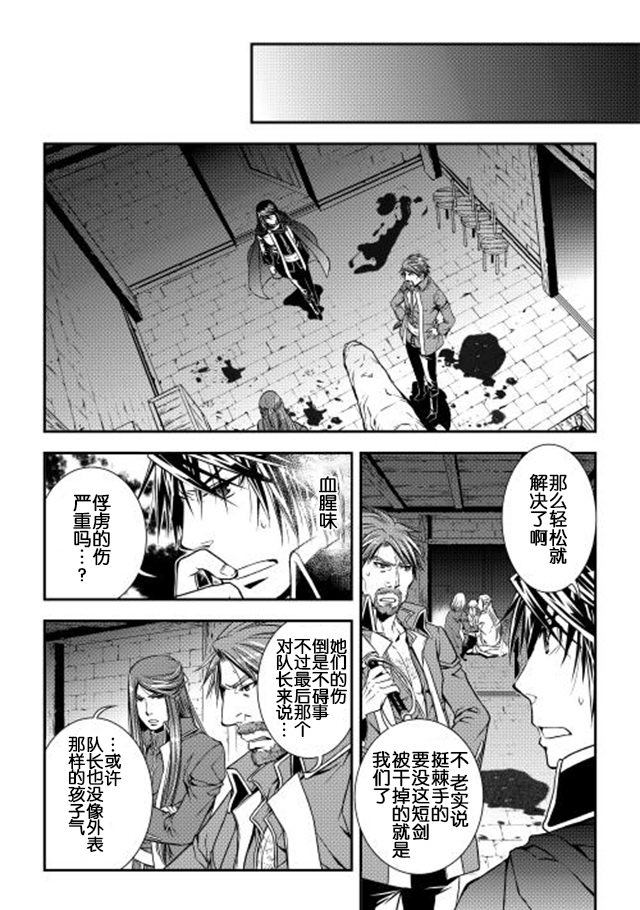 那么轻松就
解决了啊
不 老实说
挺棘手的
要没这短剑
被干掉的就是
我们了
血腥味
俘虏的伤
严重吗…?
她们的伤
倒是不碍事
不过最后那个
对队长来说…
…或许
队长也没像外表
那样的孩子气